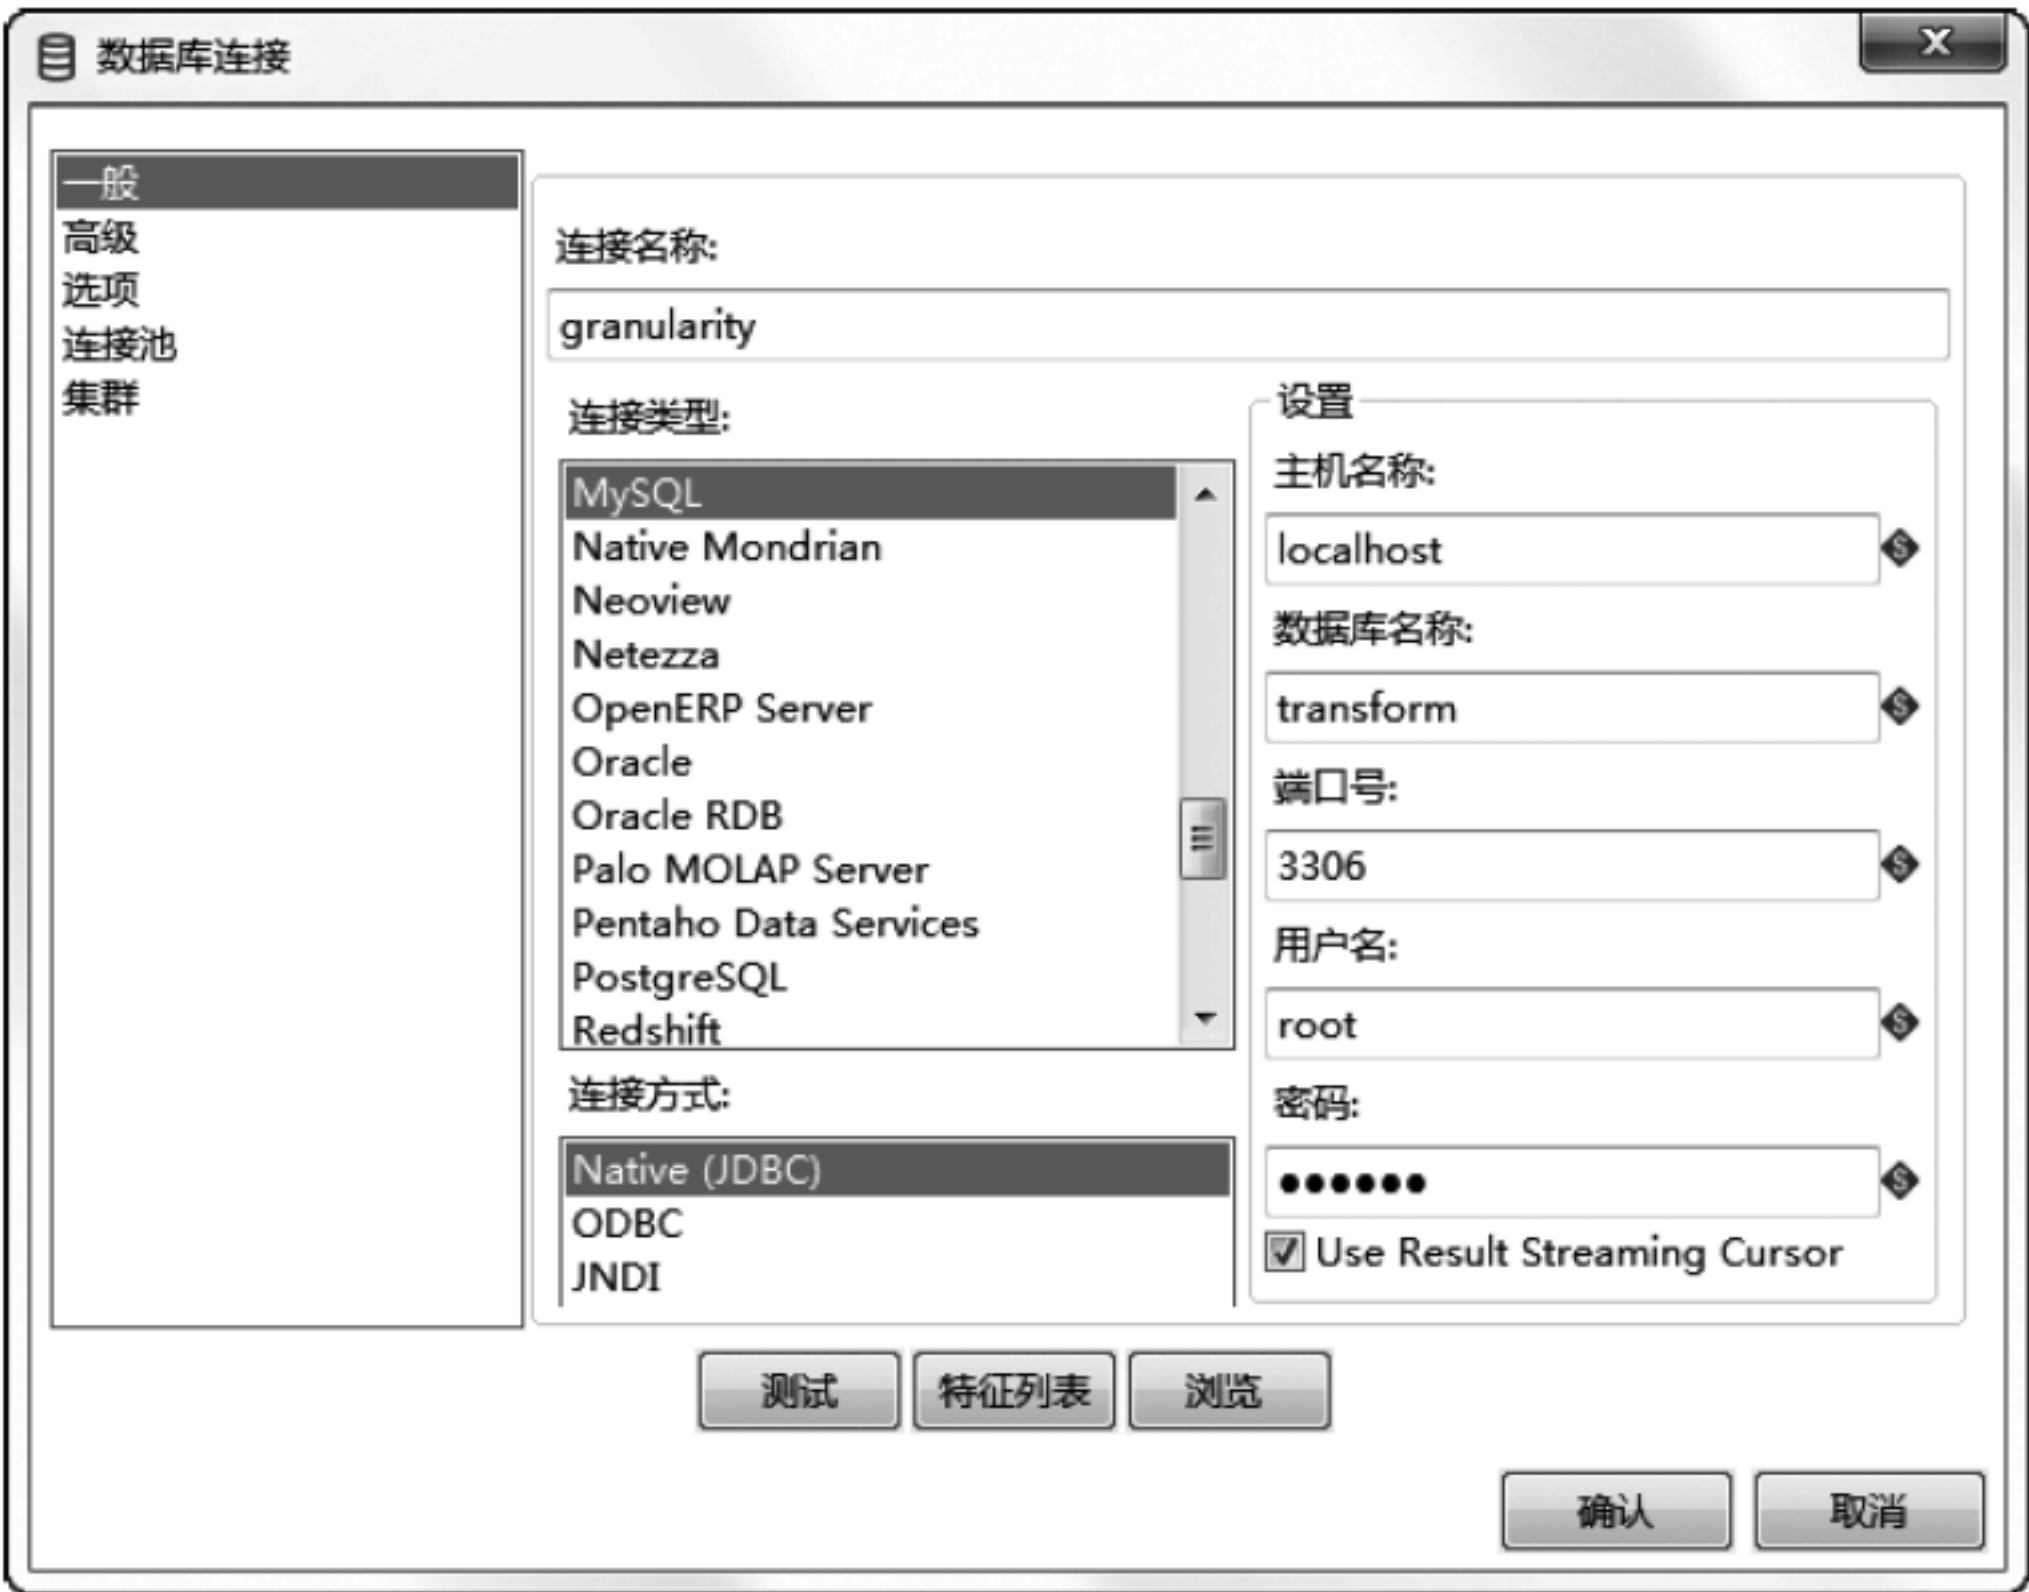 数据库连接
一般
高级
选项
连接池
集群
连接名称:
granularity
连接类型:
MySQL
Native Mondrian
Neoview
Netezza
OpenERP Server
Oracle
Oracle RDB
Palo MOLAP Server
Pentaho Data Services
PostgreSQL
Redshift
连接方式:
Native (JDBC)
ODBC
JNDI
设置
主机名称:
localhost
数据库名称:
transform
端口号:
3306
用户名:
root
密码:
●●●●●●
Use Result Streaming Cursor
测试
特征列表
浏览
确认
取消